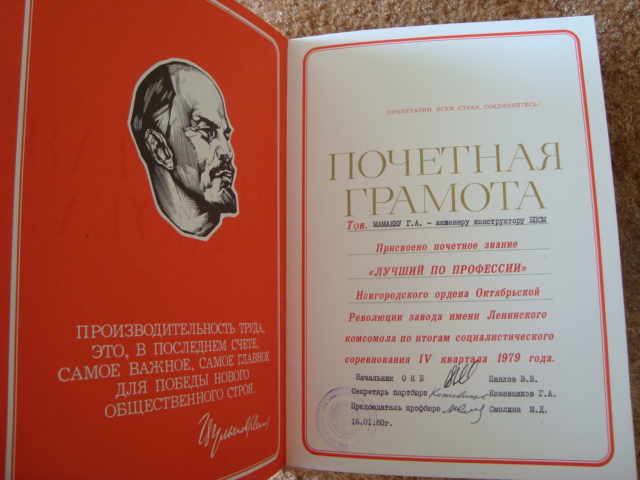 ПРОИЗВОДИТЕЛЬНОСТЬ ТРУДА,
ЭТО, В ПОСЛЕДНЕМ СЧЕТЕ,
САМОЕ ВАЖНОЕ, САМОЕ ГЛАВНОЕ
ДЛЯ ПОБЕДЫ НОВОГО
ОБЩЕСТВЕННОГО СТРОЯ.
ПРОЛЕТАРИИ ВСЕХ СТРАН, СОЕДИНЯЙТЕСЬ!
ПОЧЕТНАЯ
ГРАМОТА
Тов. МАМАЕВУ Г.А. - инженеру конструктору
Присвоено почетное звание
«ЛУЧШИЙ ПО ПРОФЕССИИ»
Новгородского ордена Октябрьской
Революции завода имени Ленинского
комсомола по итогам социалистического
соревнования IV квартала 1979 года.
Начальник ОКБ Павлов В.В.
Секретарь партбюро Кожевников Г.А.
Председатель профбюро Смолина М.Д.
16.01.80г.